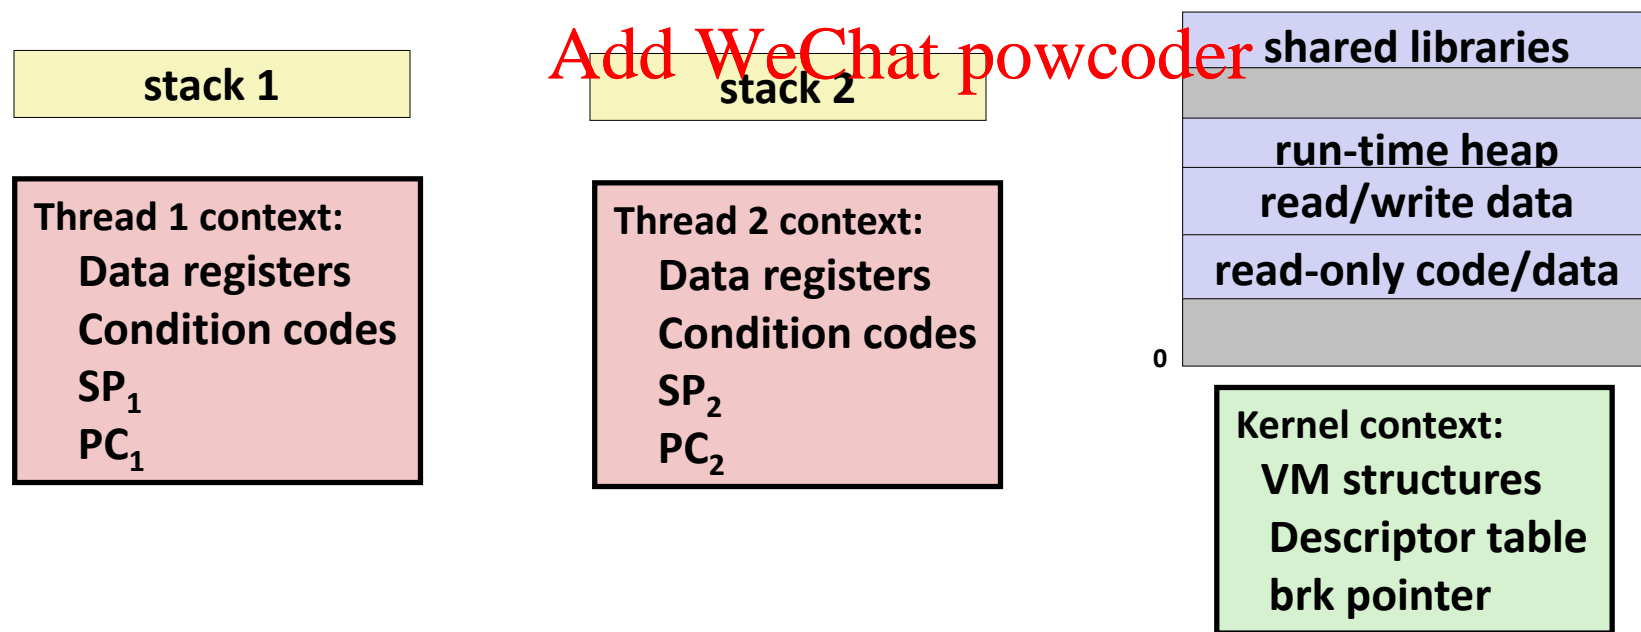 Add WeChat powcoder
stack 1
stack 2
shared libraries
run-time heap
read/write data
read-only code/data
0
Thread 1 context:
Data registers
Condition codes
SP1
PC1
Thread 2 context:
Data registers
Condition codes
SP2
PC2
Kernel context:
VM structures
Descriptor table
brk pointer